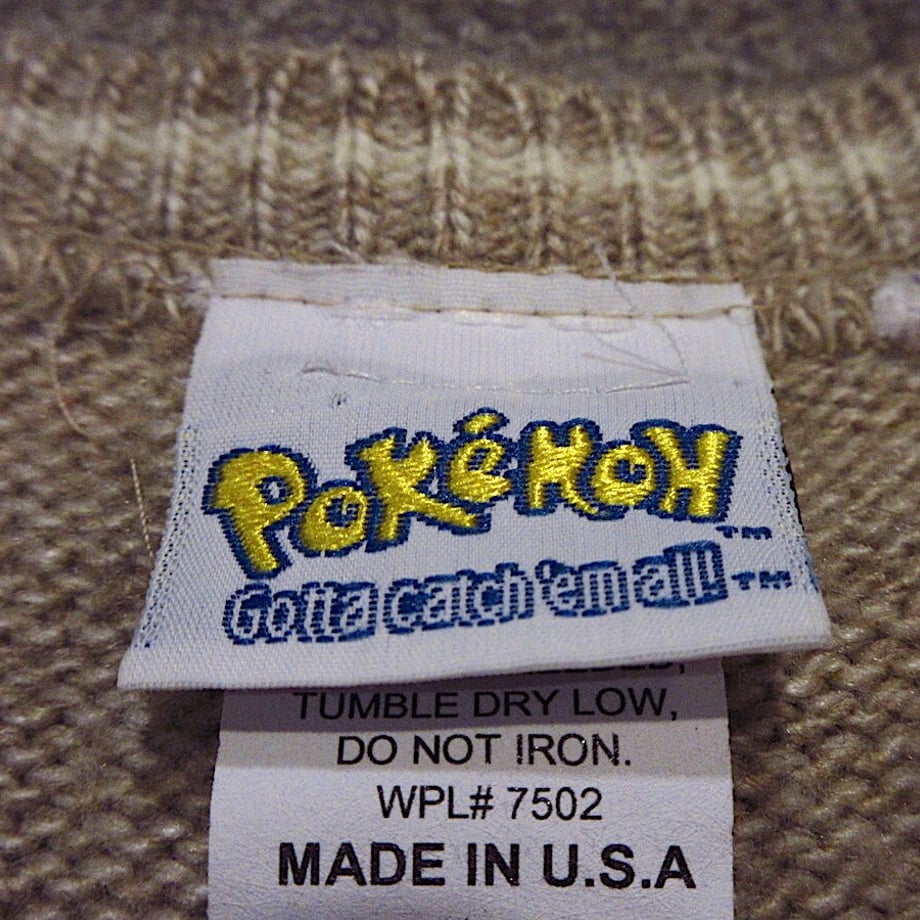 Pokémon™
Gotta catch 'em all!™
TUMBLE DRY LOW,
DO NOT IRON.
WPL# 7502
MADE IN U.S.A